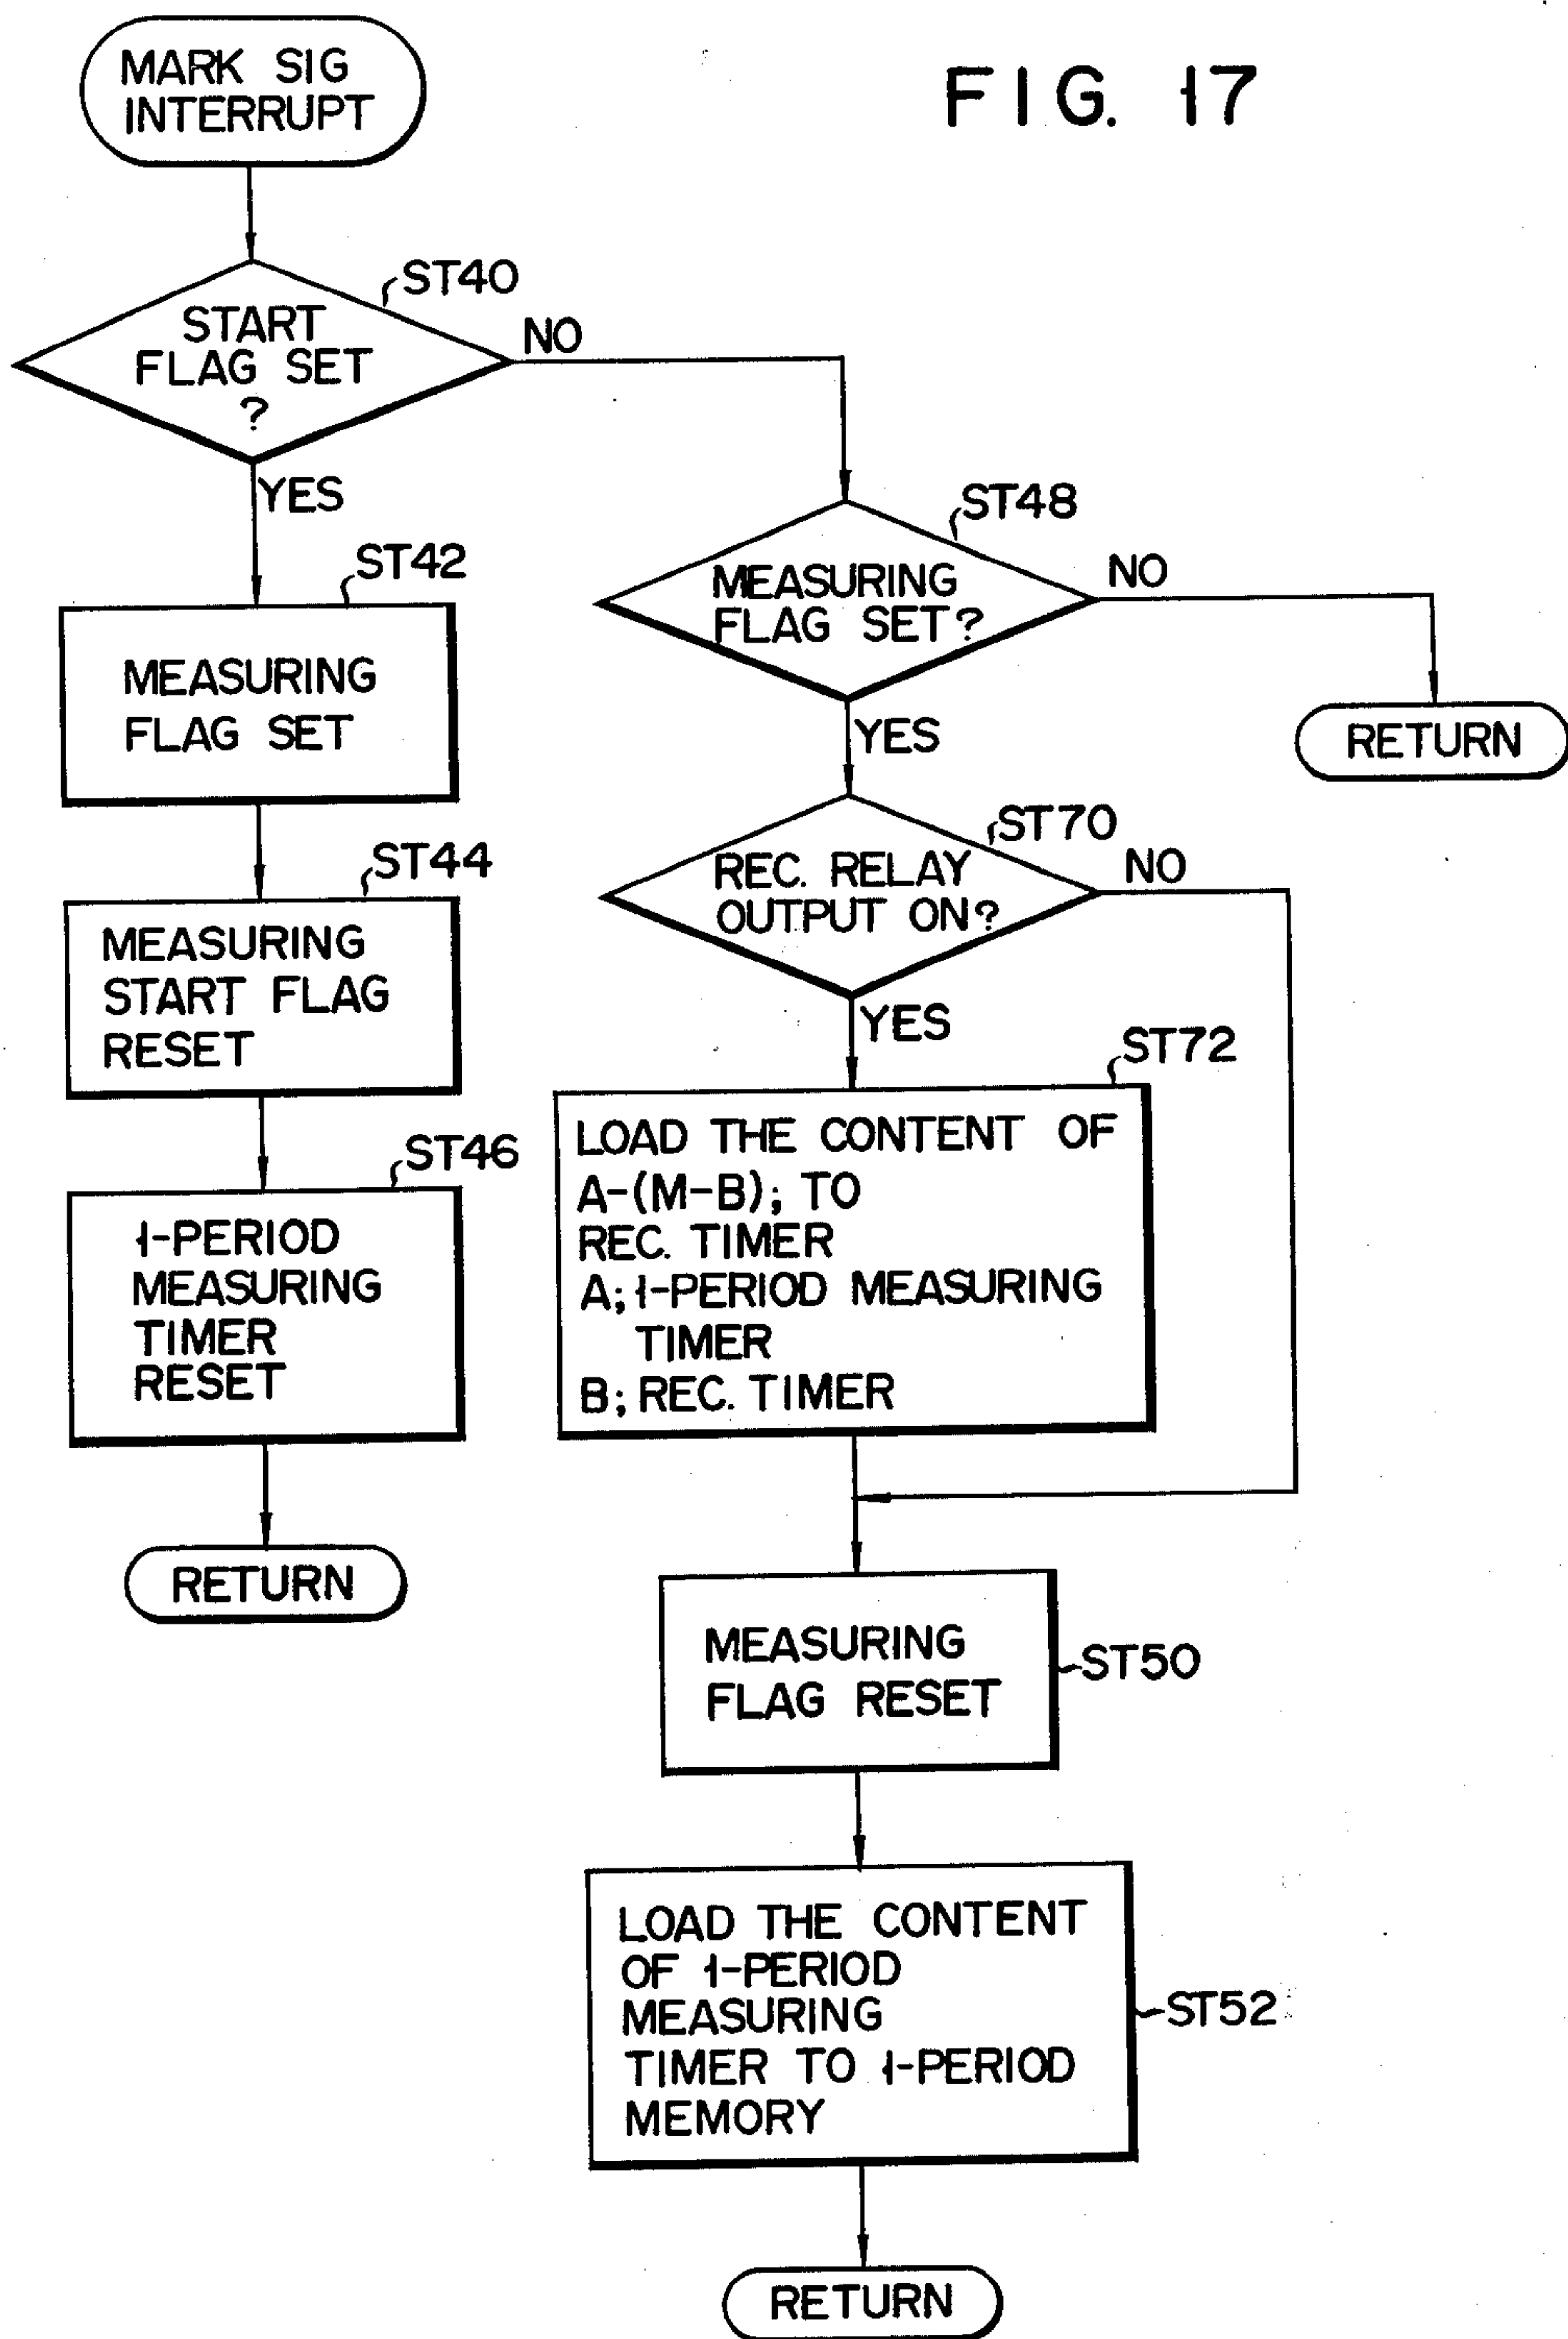 FIG. 17
MARK SIG
INTERRUPT
ST40
START
FLAG SET
?
NO
YES
ST42
MEASURING
FLAG SET
ST44
MEASURING
START FLAG
RESET
ST46
1-PERIOD
MEASURING
TIMER
RESET
RETURN
ST48
MEASURING
FLAG SET?
NO
RETURN
YES
ST70
REC. RELAY
OUTPUT ON?
NO
YES
ST72
LOAD THE CONTENT OF
A-(M-B); TO
REC. TIMER
A; 1-PERIOD MEASURING
TIMER
B; REC. TIMER
MEASURING
FLAG RESET
ST50
LOAD THE CONTENT
OF 1-PERIOD
MEASURING
TIMER TO 1-PERIOD
MEMORY
ST52
RETURN